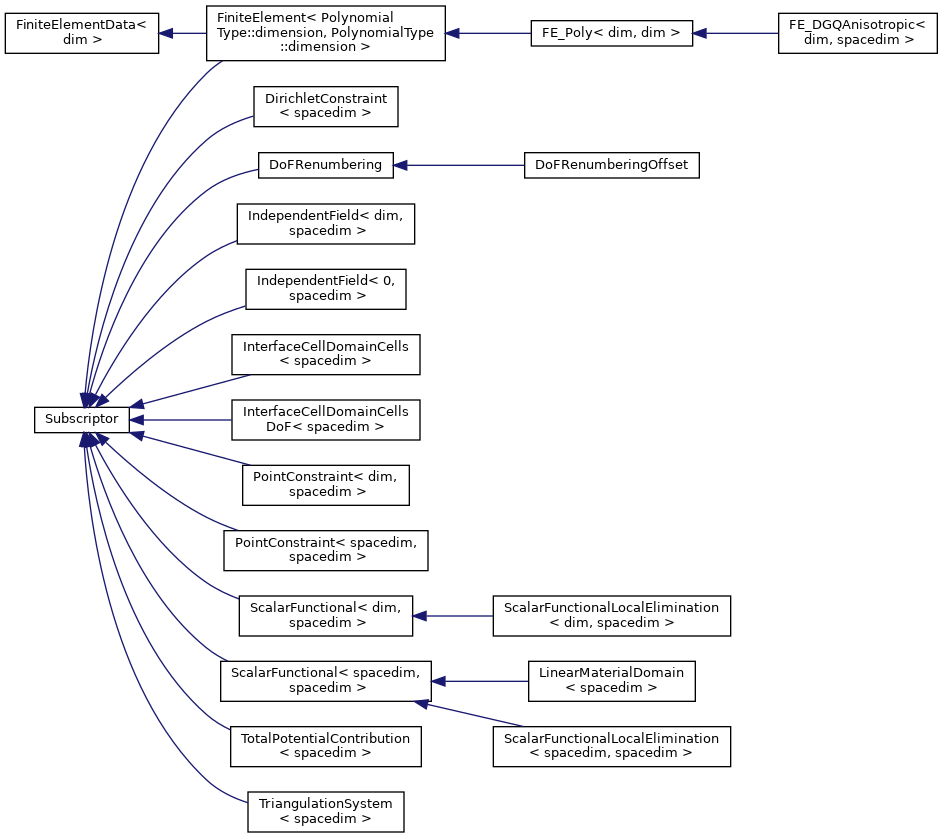 FiniteElementData<
dim >
FiniteElement< Polynomial
Type::dimension, PolynomialType
::dimension >
FE_Poly< dim, dim >
FE_DGQAnisotropic<
dim, spacedim >
DirichletConstraint
< spacedim >
DoFRenumbering
DoFRenumberingOffset
IndependentField< dim,
spacedim >
IndependentField< 0,
spacedim >
InterfaceCellDomainCells
< spacedim >
Subscriptor
InterfaceCellDomainCells
DoF< spacedim >
PointConstraint< dim,
spacedim >
PointConstraint< spacedim,
spacedim >
ScalarFunctional< dim,
spacedim >
ScalarFunctionalLocalElimination
< dim, spacedim >
ScalarFunctional< spacedim,
spacedim >
LinearMaterialDomain
< spacedim >
TotalPotentialContribution
< spacedim >
ScalarFunctionalLocalElimination
< spacedim, spacedim >
TriangulationSystem
< spacedim >